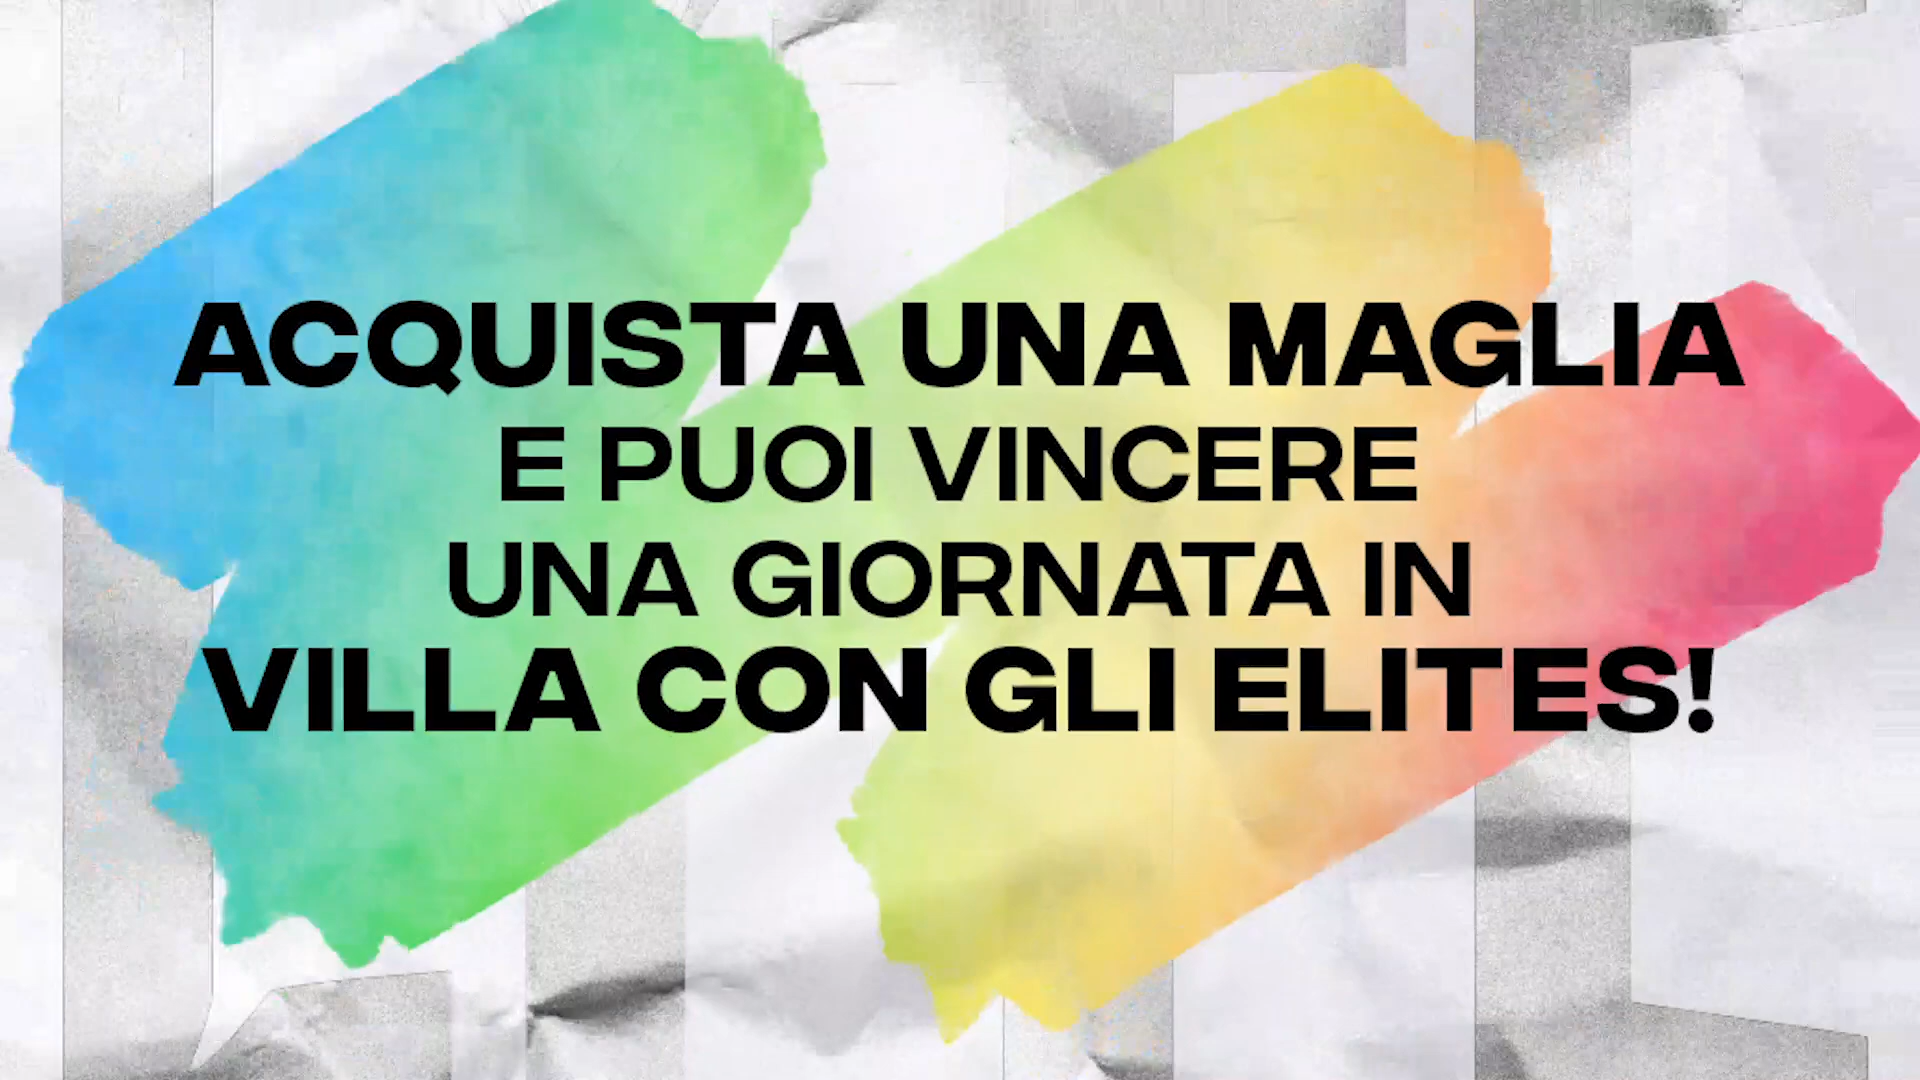 ACQUISTA UNA MAGLIA
E PUOI VINCERE
UNA GIORNATA IN
VILLA CON GLI ELITES!